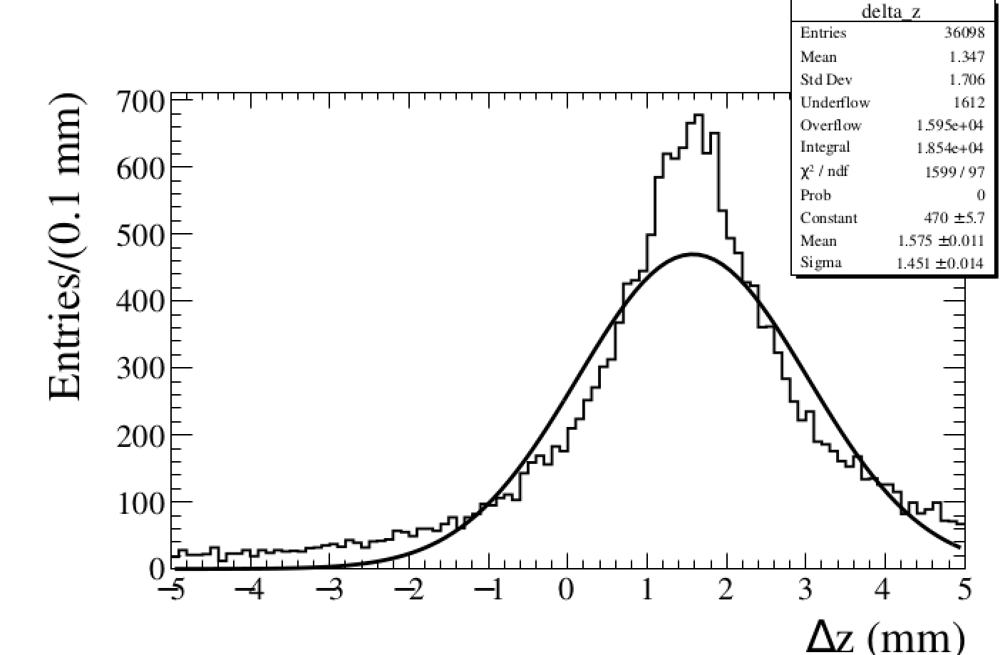 delta_z
Entries 36098
Mean 1.347
Std Dev 1.706
Underflow 1612
Overflow 1.595e+04
Integral 1.854e+04
χ² / ndf 1599 / 97
Prob 0
Constant 470 ±5.7
Mean 1.575 ±0.011
Sigma 1.451 ±0.014
Entries/(0.1 mm)
700
600
500
400
300
200
100
0
−5 −4 −3 −2 −1 0 1 2 3 4 5
Δz (mm)